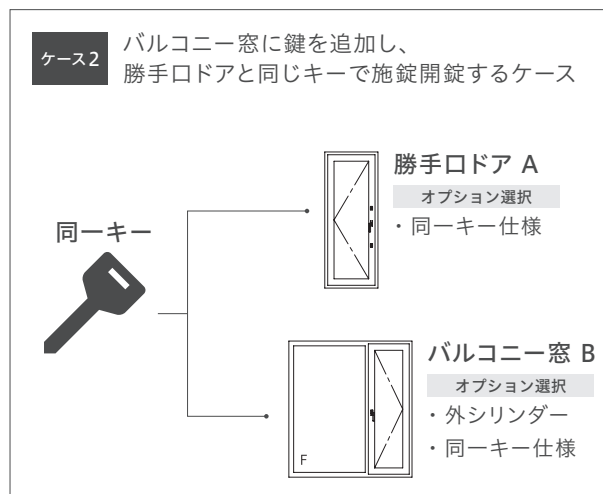 ケース2
バルコニー窓に鍵を追加し、
勝手口ドアと同じキーで施錠開錠するケース
同一キー
勝手口ドア A
オプション選択
・同一キー仕様
バルコニー窓 B
オプション選択
・外シリンダー
・同一キー仕様
F